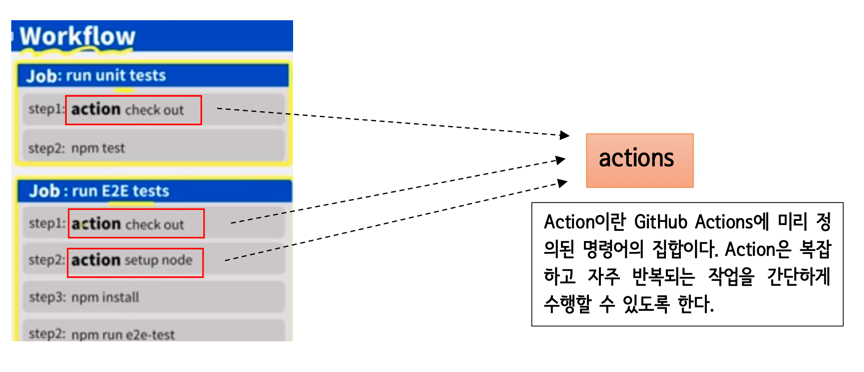 Workflow
Job: run unit tests
step1: action check out
step2: npm test
Job : run E2E tests
step1: action check out
step2: action setup node
step3: npm install
step2: npm run e2e-test
actions
Action이란 GitHub Actions에 미리 정
의된 명령어의 집합이다. Action은 복잡
하고 자주 반복되는 작업을 간단하게
수행할 수 있도록 한다.